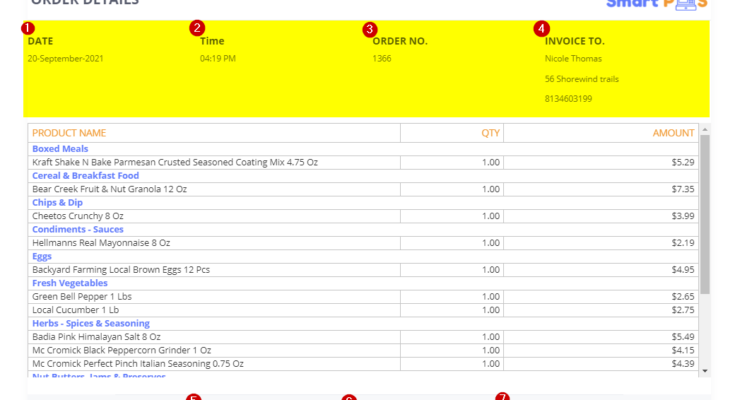 ORDER DETAILS
Smart P S
1 2 3 4
DATE Time ORDER NO. INVOICE TO.
20-September-2021 04:19 PM 1366 Nicole Thomas
56 Shorewind trails
8134603199
PRODUCT NAME QTY AMOUNT
Boxed Meals
Kraft Shake N Bake Parmesan Crusted Seasoned Coating Mix 4.75 Oz 1.00 $5.29
Cereal & Breakfast Food
Bear Creek Fruit & Nut Granola 12 Oz 1.00 $7.35
Chips & Dip
Cheetos Crunchy 8 Oz 1.00 $3.99
Condiments - Sauces
Hellmanns Real Mayonnaise 8 Oz 1.00 $2.19
Eggs
Backyard Farming Local Brown Eggs 12 Pcs 1.00 $4.95
Fresh Vegetables
Green Bell Pepper 1 Lbs 1.00 $2.65
Local Cucumber 1 Lb 1.00 $2.75
Herbs - Spices & Seasoning
Badia Pink Himalayan Salt 8 Oz 1.00 $5.49
Mc Cromick Black Peppercorn Grinder 1 Oz 1.00 $4.15
Mc Cromick Perfect Pinch Italian Seasoning 0.75 Oz 1.00 $4.39
Nut Butters, Jams & Preserves
5 6 7